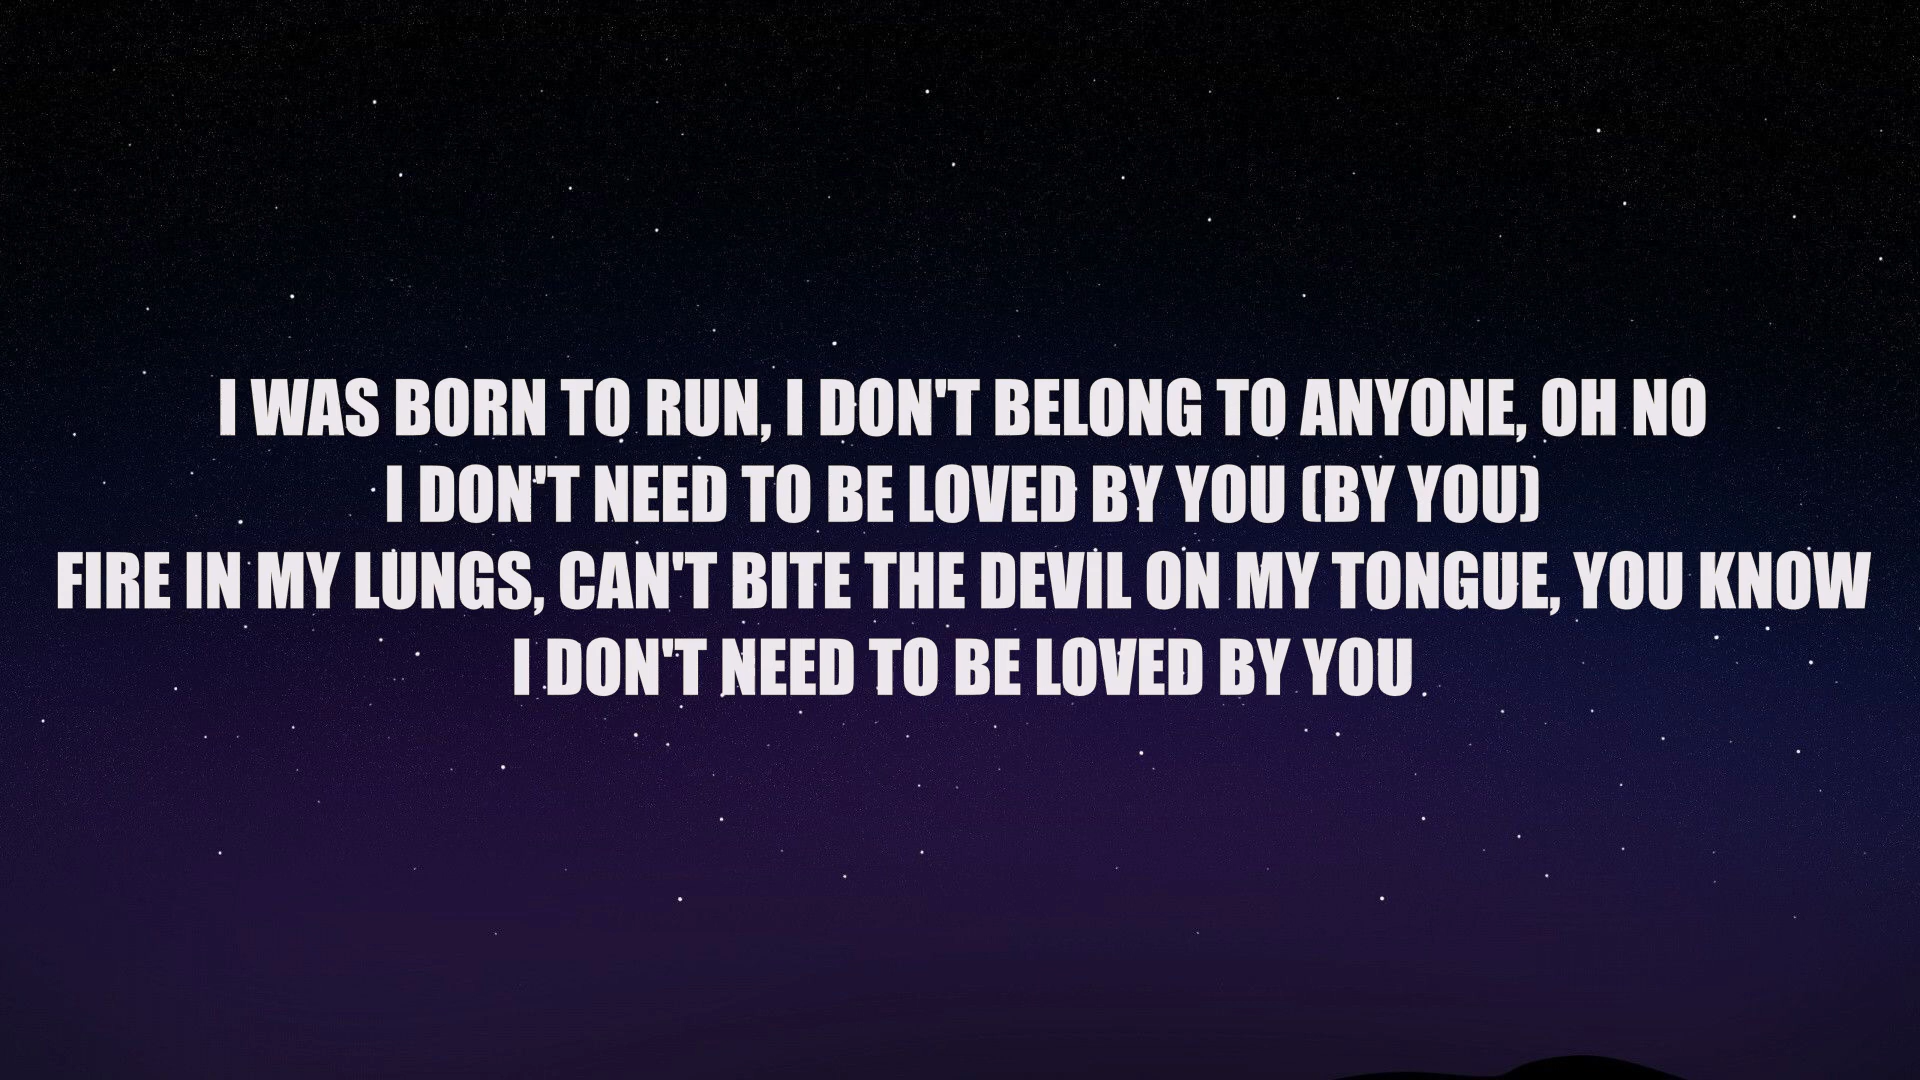 I WAS BORN TO RUN, I DON'T BELONG TO ANYONE, OH NO
I DON'T NEED TO BE LOVED BY YOU (BY YOU)
FIRE IN MY LUNGS, CAN'T BITE THE DEVIL ON MY TONGUE, YOU KNOW
I DON'T NEED TO BE LOVED BY YOU